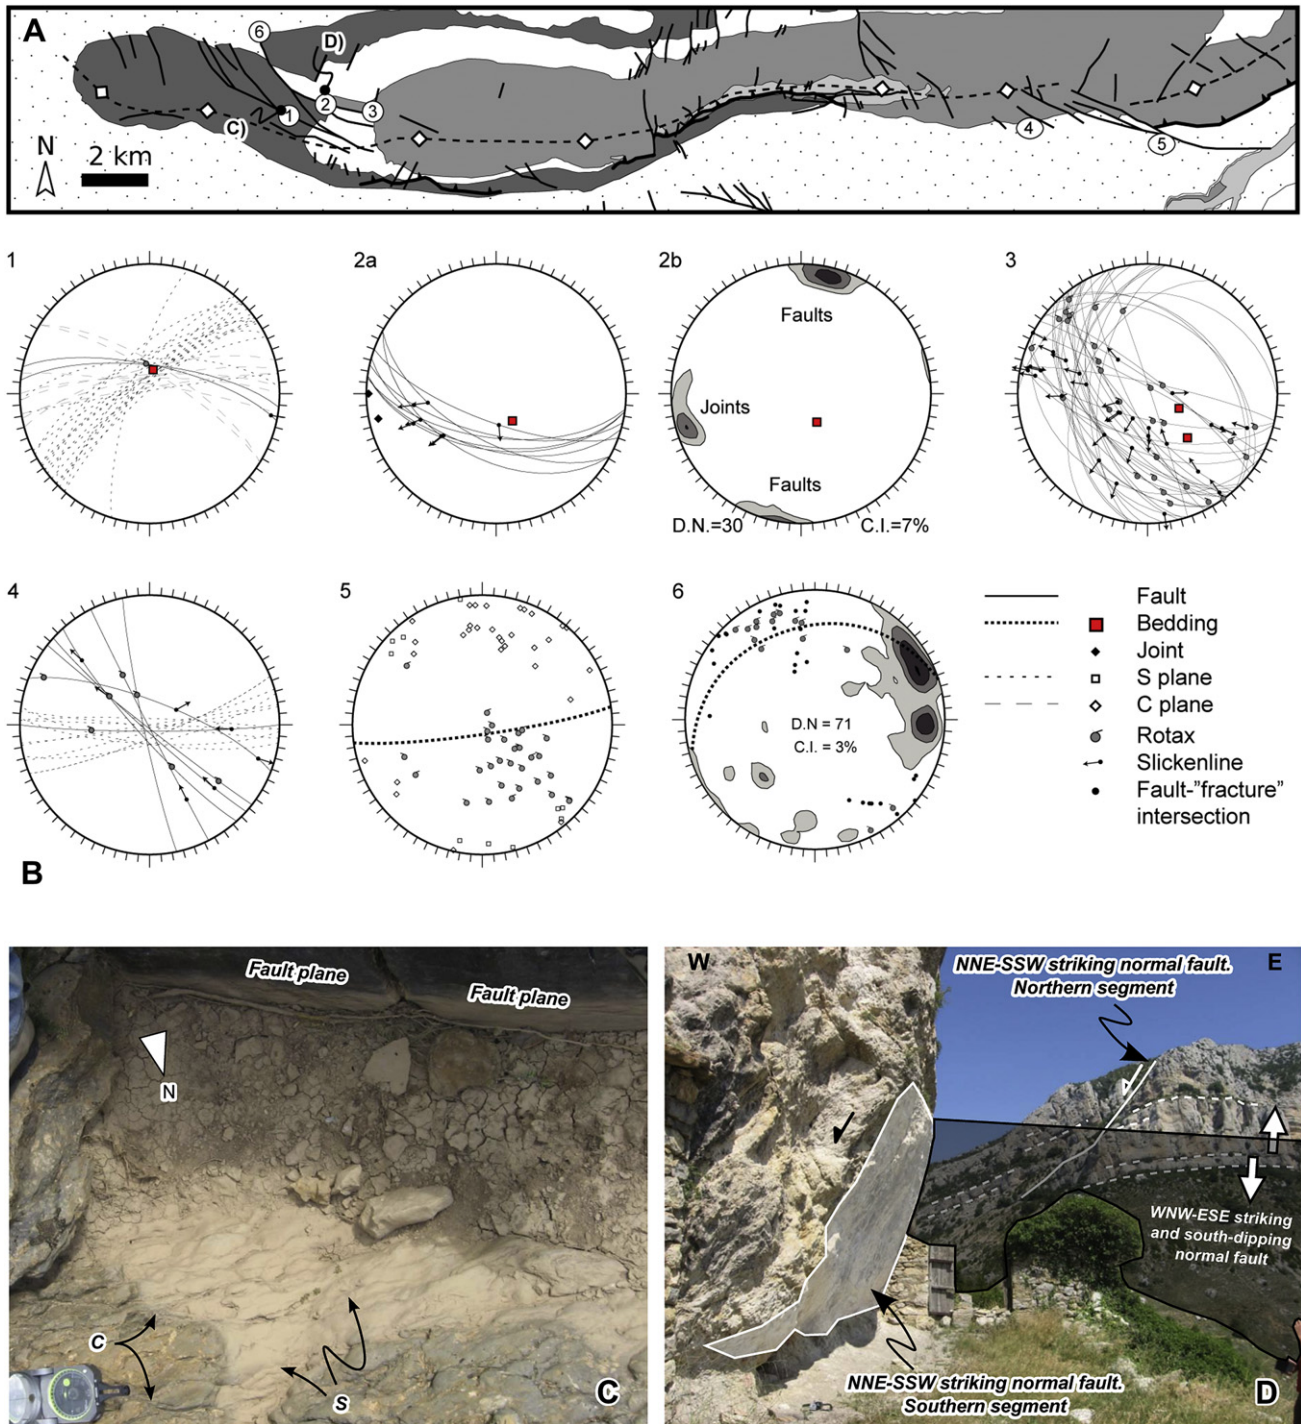 A
6
D)
1
2
3
C)
4
5
N
2 km
1
2a
2b
3
Faults
Joints
Faults
D.N.=30
C.I.=7%
4
5
6
D.N = 71
C.I. = 3%
Fault
Bedding
Joint
S plane
C plane
Rotax
Slickenline
Fault-"fracture"
intersection
B
Fault plane
Fault plane
N
C
S
C
W
E
NNE-SSW striking normal fault.
Northern segment
WNW-ESE striking
and south-dipping
normal fault
NNE-SSW striking normal fault.
Southern segment
D